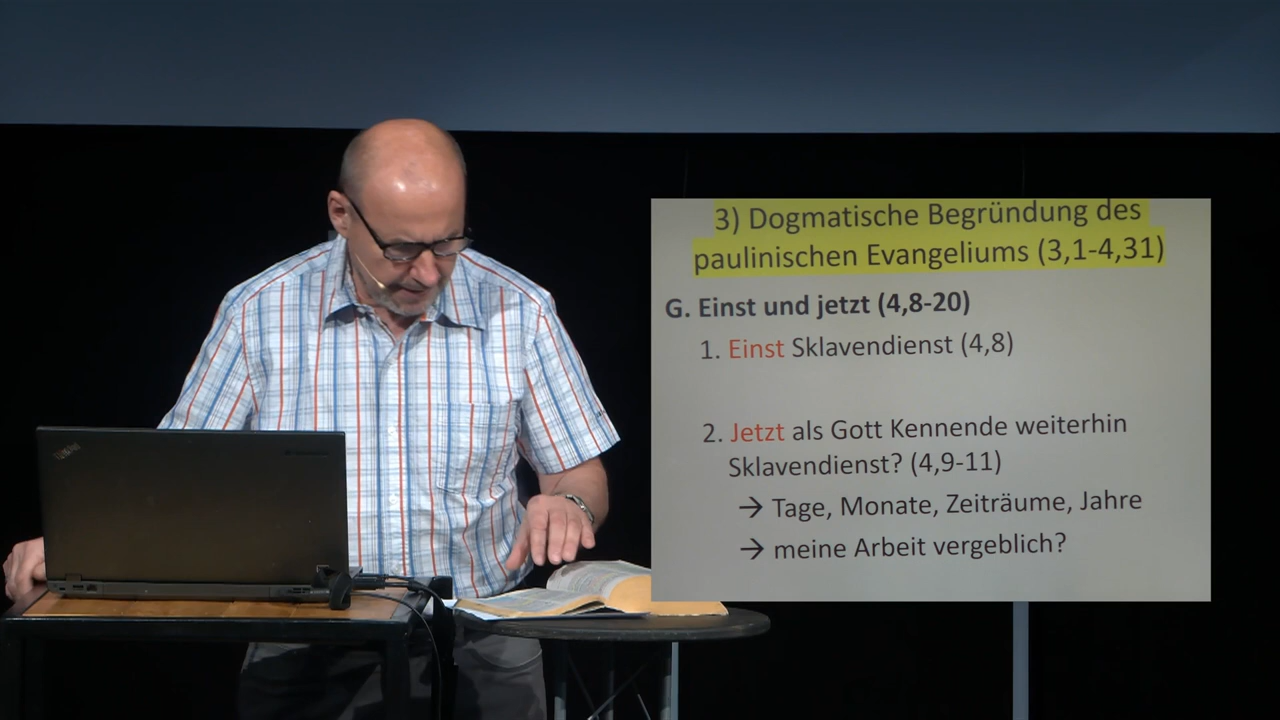 3) Dogmatische Begründung des
paulinischen Evangeliums (3,1-4,31)
G. Einst und jetzt (4,8-20)
1. Einst Sklavendienst (4,8)
2. Jetzt als Gott Kennende weiterhin
Sklavendienst? (4,9-11)
→ Tage, Monate, Zeiträume, Jahre
→ meine Arbeit vergeblich?
ThinkPad